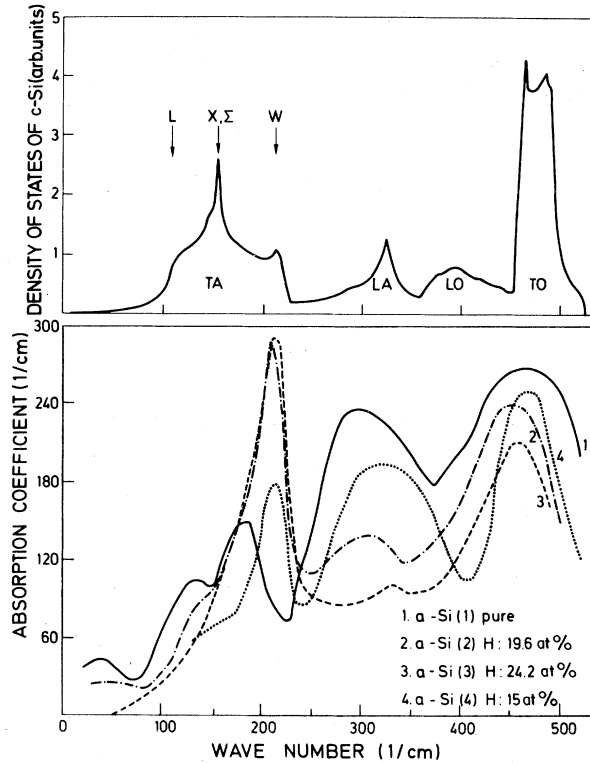 DENSITY OF STATES OF c-Si(arb.units)
5
4
3
2
1
0
L
X,Σ
W
TA
LA
LO
TO
ABSORPTION COEFFICIENT (1/cm)
300
240
180
120
60
1
2
4
3
1. a-Si (1) pure
2. a-Si (2) H: 19.6 at%
3. a-Si (3) H: 24.2 at%
4. a-Si (4) H: 15at%
0
100
200
300
400
500
WAVE NUMBER (1/cm)